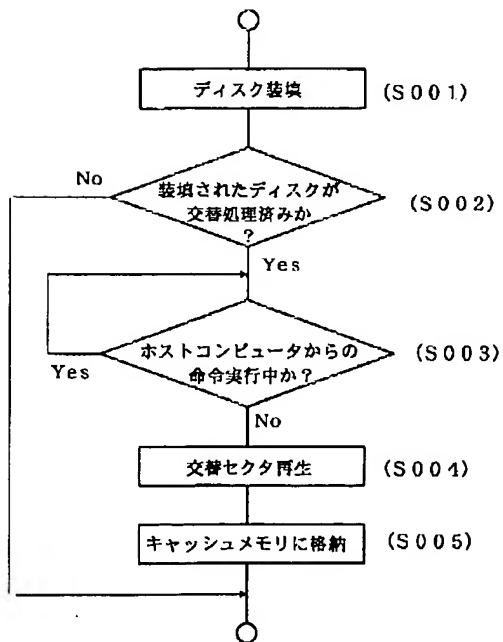 ディスク装填
(S001)
No
装填されたディスクが
交替処理済みか
?
(S002)
Yes
ホストコンピュータからの
命令実行中か?
(S003)
Yes
No
交替セクタ再生
(S004)
キャッシュメモリに格納
(S005)